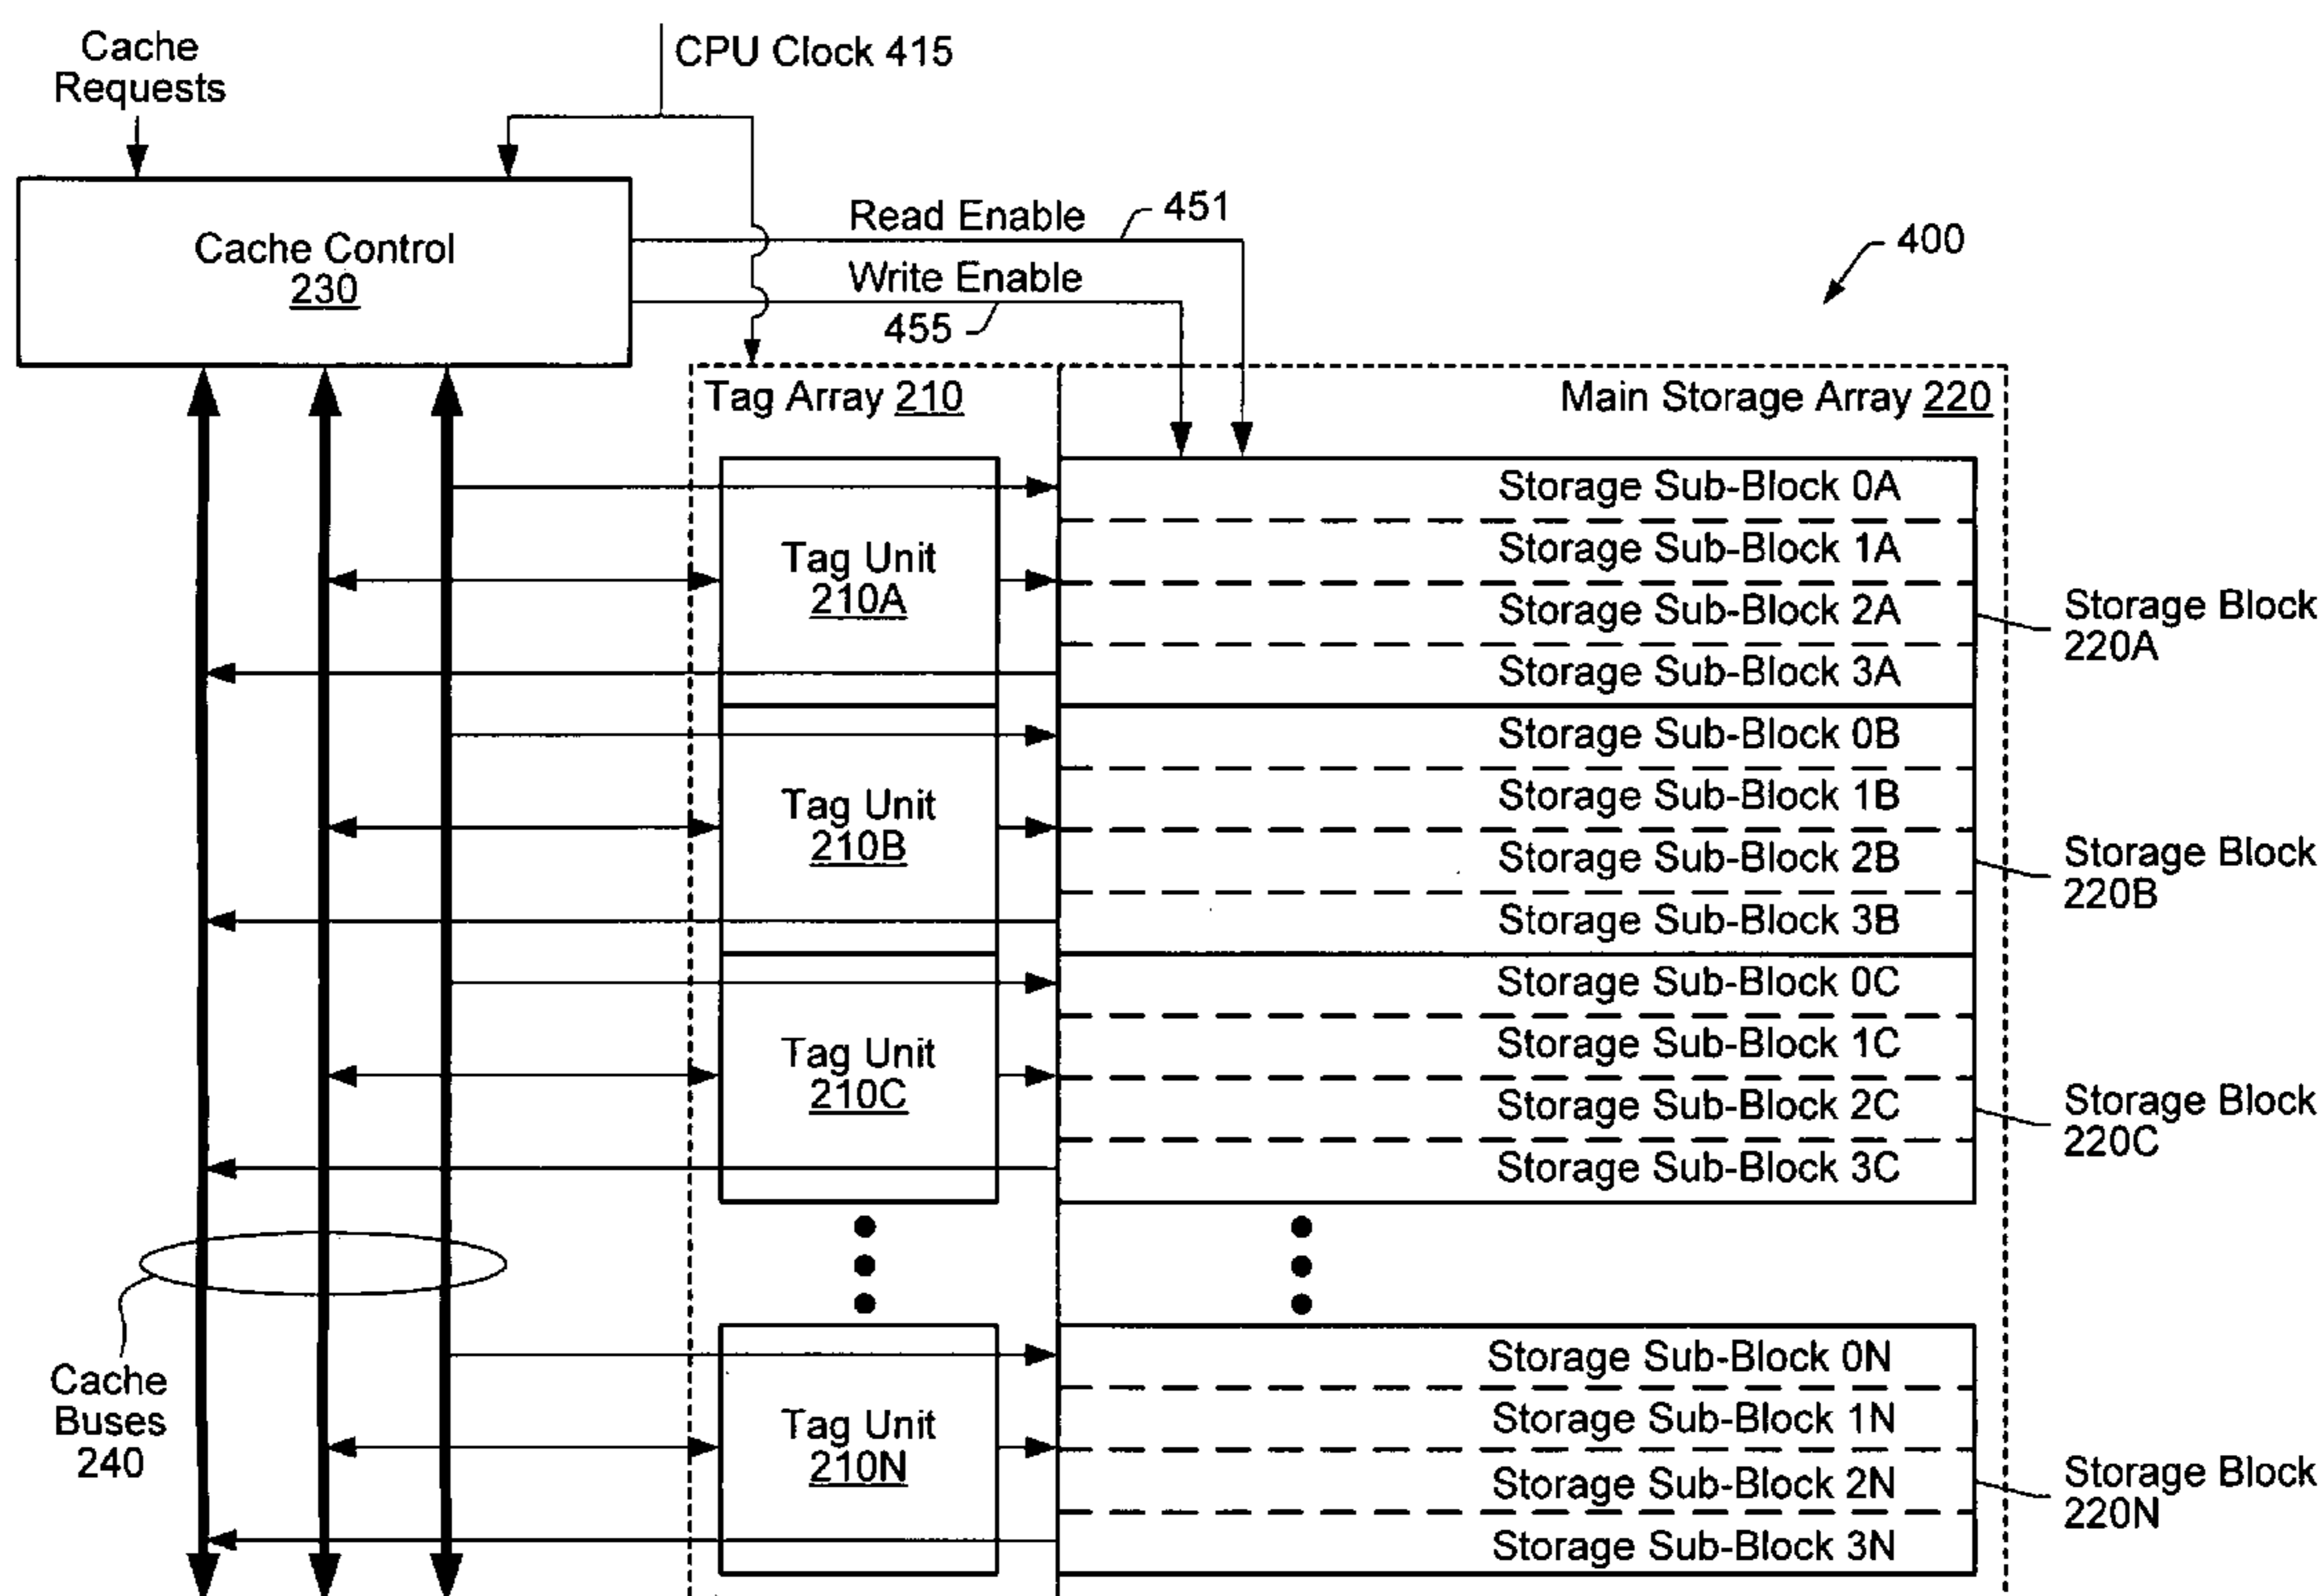 Cache
Requests
CPU Clock 415
Cache Control
230
Read Enable
451
Write Enable
455
400
Tag Array 210
Main Storage Array 220
Tag Unit
210A
Storage Sub-Block 0A
Storage Sub-Block 1A
Storage Sub-Block 2A
Storage Sub-Block 3A
Storage Block
220A
Tag Unit
210B
Storage Sub-Block 0B
Storage Sub-Block 1B
Storage Sub-Block 2B
Storage Sub-Block 3B
Storage Block
220B
Tag Unit
210C
Storage Sub-Block 0C
Storage Sub-Block 1C
Storage Sub-Block 2C
Storage Sub-Block 3C
Storage Block
220C
Cache
Buses
240
Tag Unit
210N
Storage Sub-Block 0N
Storage Sub-Block 1N
Storage Sub-Block 2N
Storage Sub-Block 3N
Storage Block
220N